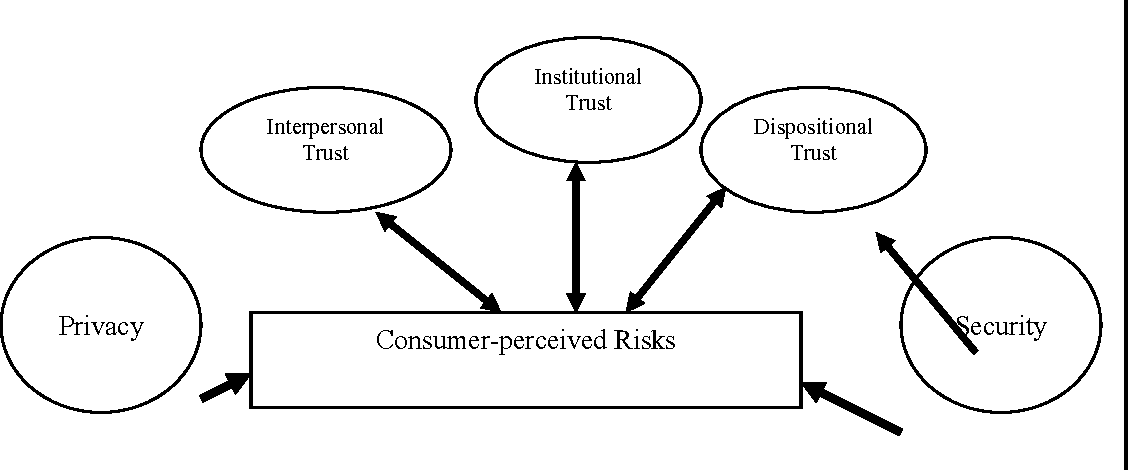 Institutional
Trust
Interpersonal
Trust
Dispositional
Trust
Privacy
Security
Consumer-perceived Risks